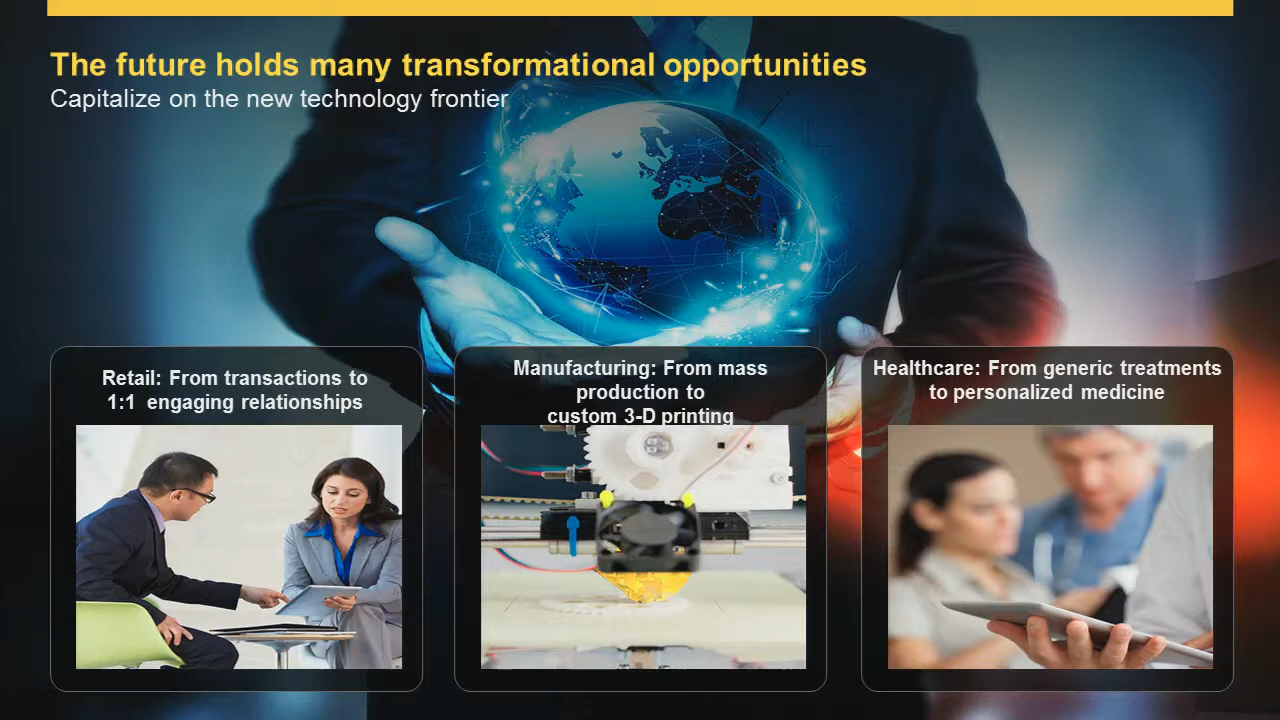 The future holds many transformational opportunities
Capitalize on the new technology frontier
Retail: From transactions to
1:1 engaging relationships
Manufacturing: From mass
production to
custom 3-D printing
Healthcare: From generic treatments
to personalized medicine